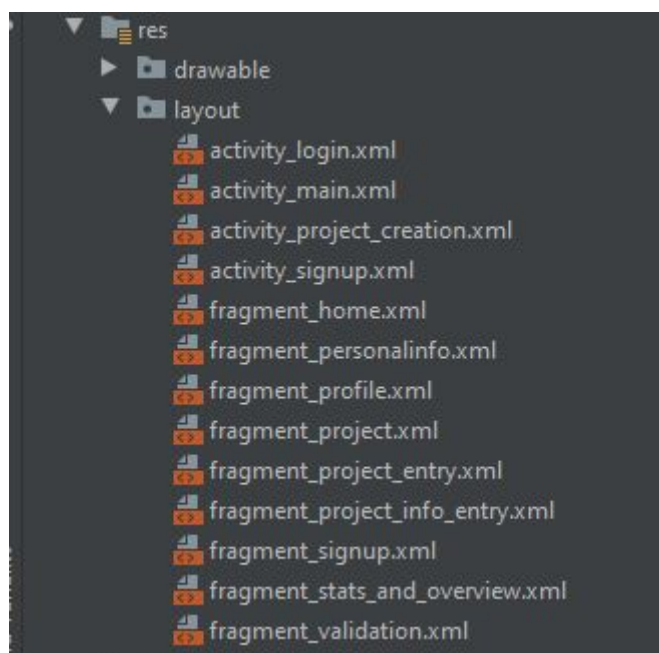 res
drawable
layout
activity_login.xml
activity_main.xml
activity_project_creation.xml
activity_signup.xml
fragment_home.xml
fragment_personalinfo.xml
fragment_profile.xml
fragment_project.xml
fragment_project_entry.xml
fragment_project_info_entry.xml
fragment_signup.xml
fragment_stats_and_overview.xml
fragment_validation.xml